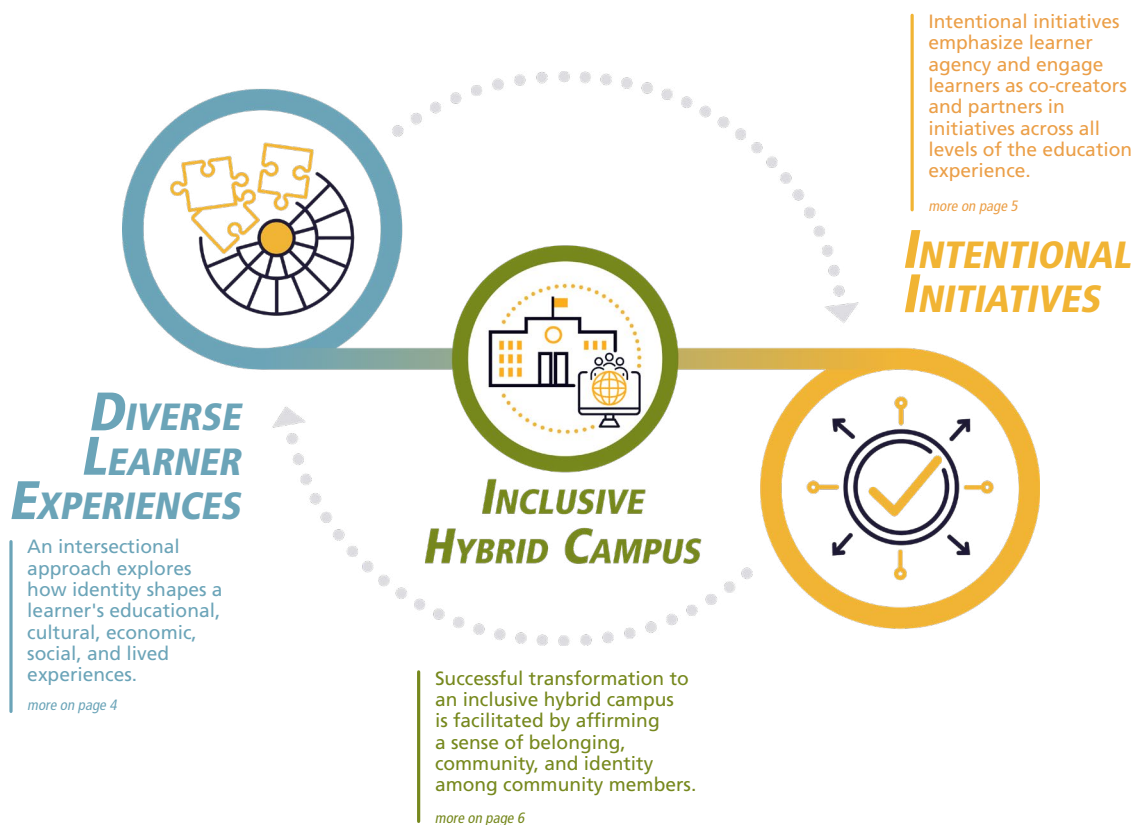 Intentional initiatives
emphasize learner
agency and engage
learners as co-creators
and partners in
initiatives across all
levels of the education
experience.
more on page 5
INTENTIONAL
INITIATIVES
DIVERSE
LEARNER
EXPERIENCES
An intersectional
approach explores
how identity shapes a
learner's educational,
cultural, economic,
social, and lived
experiences.
more on page 4
INCLUSIVE
HYBRID CAMPUS
Successful transformation to
an inclusive hybrid campus
is facilitated by affirming
a sense of belonging,
community, and identity
among community members.
more on page 6